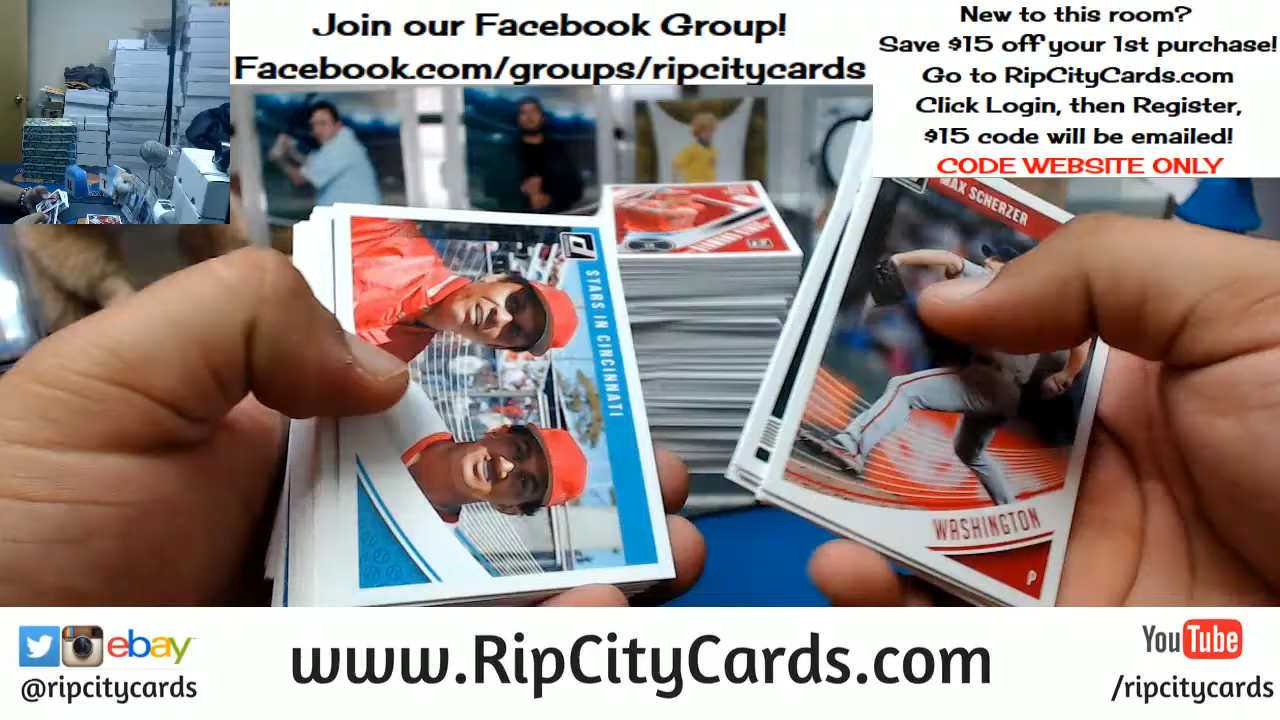 Join our Facebook Group!
Facebook.com/groups/ripcitycards
New to this room?
Save $15 off your 1st purchase!
Go to RipCityCards.com
Click Login, then Register,
$15 code will be emailed!
CODE WEBSITE ONLY
STARS IN CINCINNATI
MAX SCHERZER
WASHINGTON
P
ebay
@ripcitycards
www.RipCityCards.com
YouTube
/ripcitycards